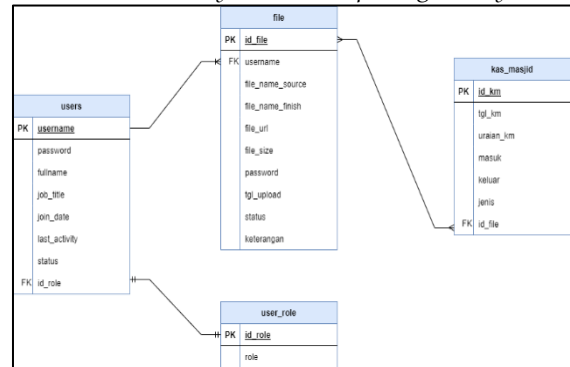 file
PK id_file
FK username
file_name_source
file_name_finish
file_url
file_size
password
tgl_upload
status
keterangan
kas_masjid
PK id_km
tgl_km
uraian_km
masuk
keluar
jenis
FK id_file
users
PK username
password
fullname
job_title
join_date
last_activity
status
FK id_role
user_role
PK id_role
role